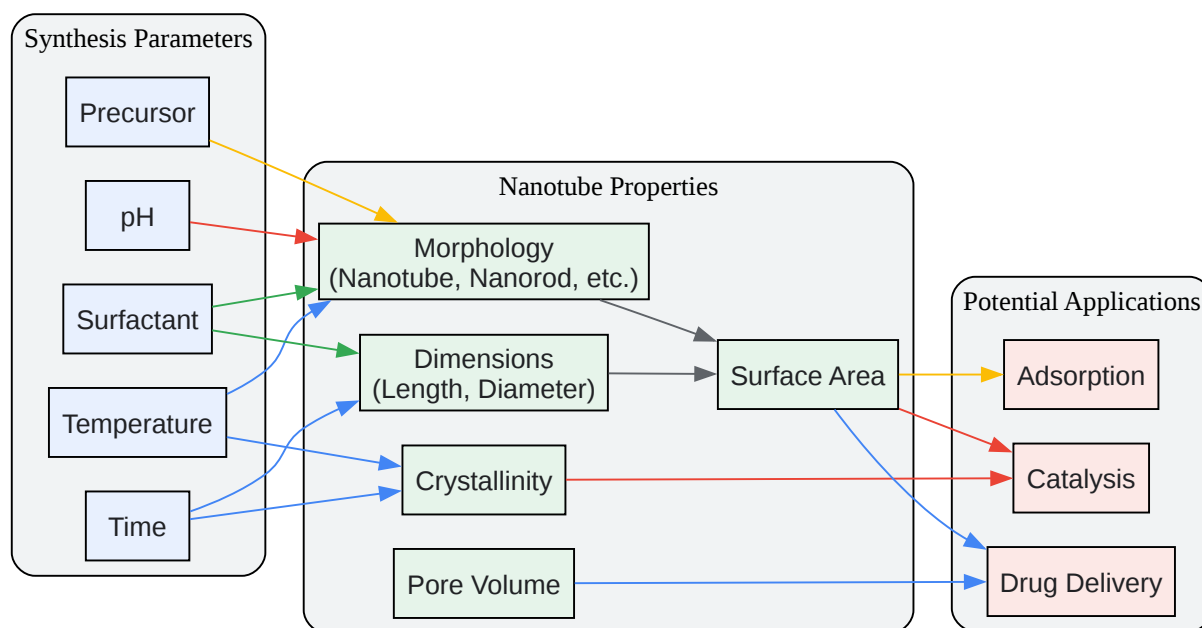 Synthesis Parameters
Precursor
pH
Surfactant
Temperature
Time
Nanotube Properties
Morphology
(Nanotube, Nanorod, etc.)
Dimensions
(Length, Diameter)
Crystallinity
Pore Volume
Surface Area
Potential Applications
Adsorption
Catalysis
Drug Delivery